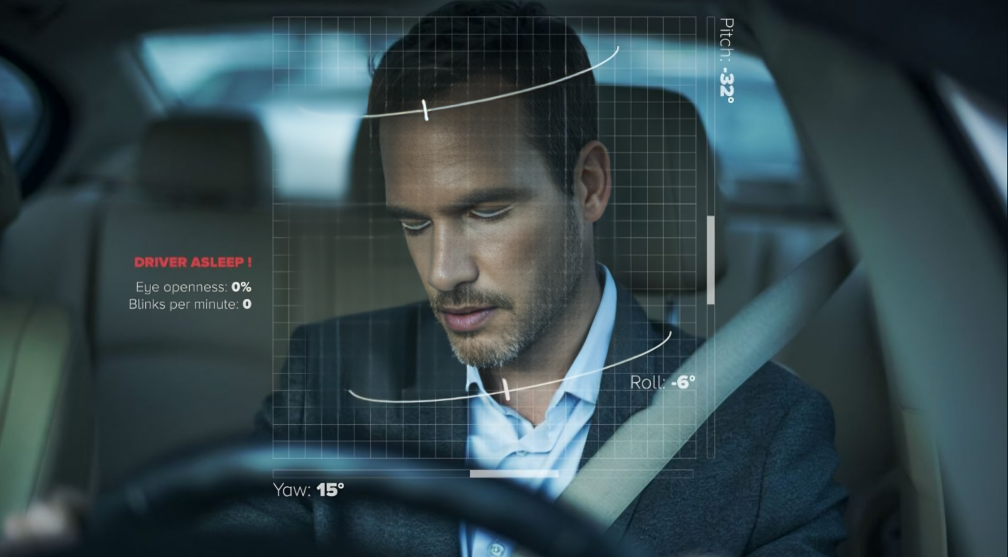 Pitch: -32°
DRIVER ASLEEP !
Eye openness: 0%
Blinks per minute: 0
Roll: -6°
Yaw: 15°